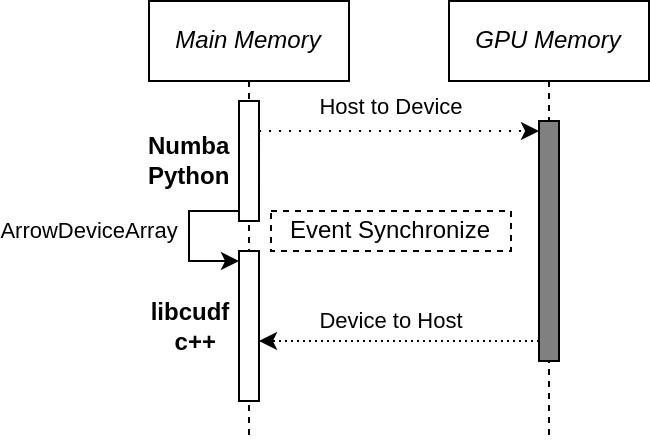 Main Memory
GPU Memory
Host to Device
Numba
Python
ArrowDeviceArray
Event Synchronize
libcudf
c++
Device to Host